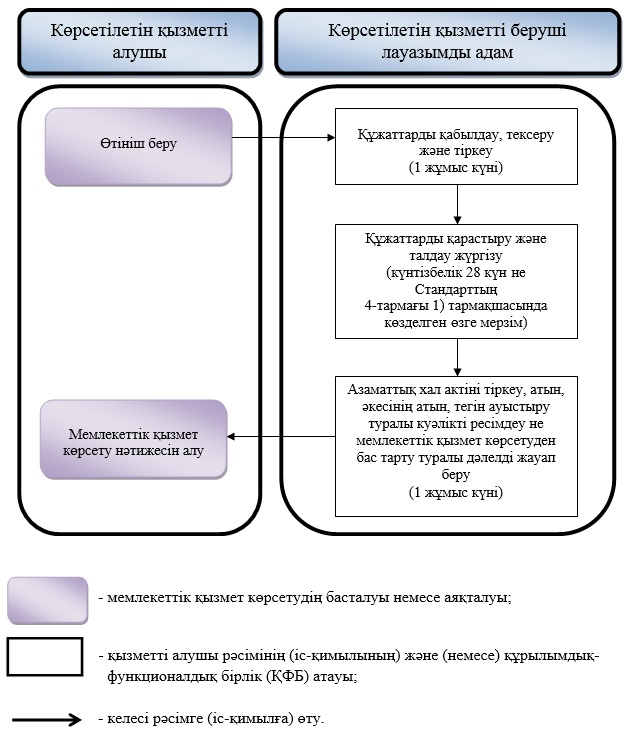 Көрсетілетін қызметті
алушы
Көрсетілетін қызметті беруші
лауазымды адам
Өтініш беру
Құжаттарды қабылдау, тексеру
және тіркеу
(1 жұмыс күні)
Құжаттарды қарастыру және
талдау жүргізу
(күнтізбелік 28 күн не
Стандарттың
4-тармағы 1) тармақшасында
көзделген өзге мерзім)
Азаматтық хал актіні тіркеу, атын,
әкесінің атын, тегін ауыстыру
туралы куәлікті ресімдеу не
мемлекеттік қызмет көрсетуден
бас тарту туралы дәлелді жауап
беру
(1 жұмыс күні)
Мемлекеттік қызмет
көрсету нәтижесін алу
- мемлекеттік қызмет көрсетудің басталуы немесе аяқталуы;
- қызметті алушы рәсімінің (іс-қимылының) және (немесе) құрылымдық-
функционалдық бірлік (ҚФБ) атауы;
- келесі рәсімге (іс-қимылға) өту.